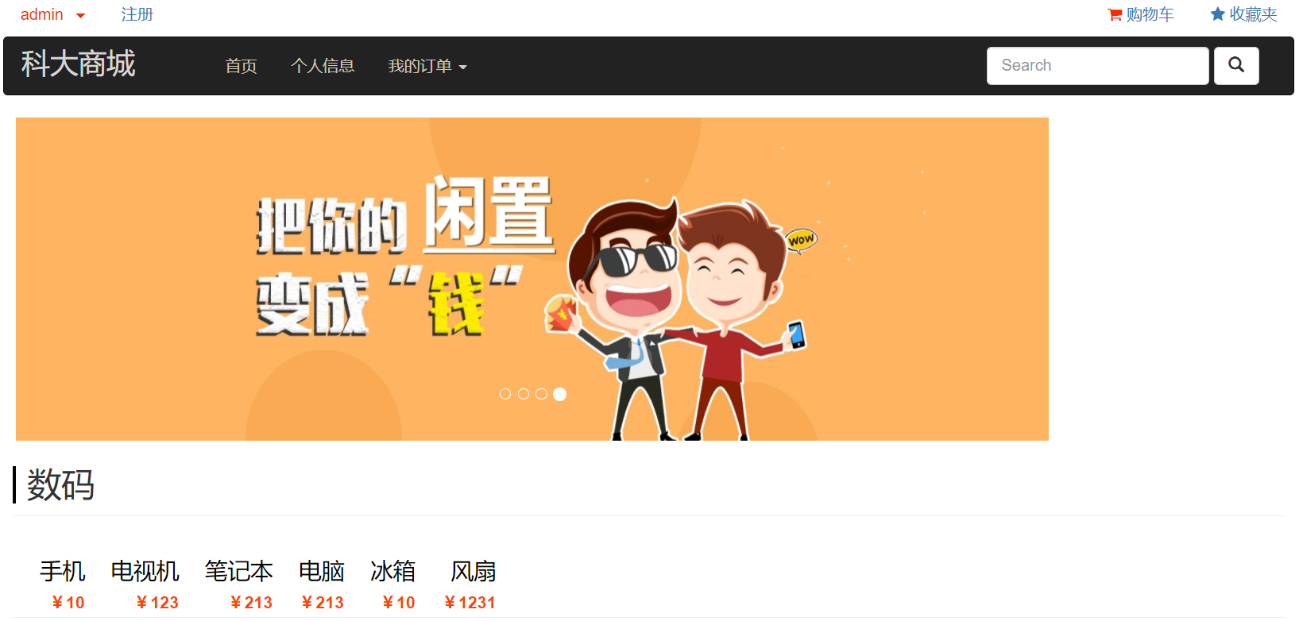 admin 注册 购物车 收藏夹
科大商城 首页 个人信息 我的订单 Search
把你的 闲置
变成 “钱“
WOW
数码
手机 电视机 笔记本 电脑 冰箱 风扇
¥10 ¥123 ¥213 ¥213 ¥10 ¥1231